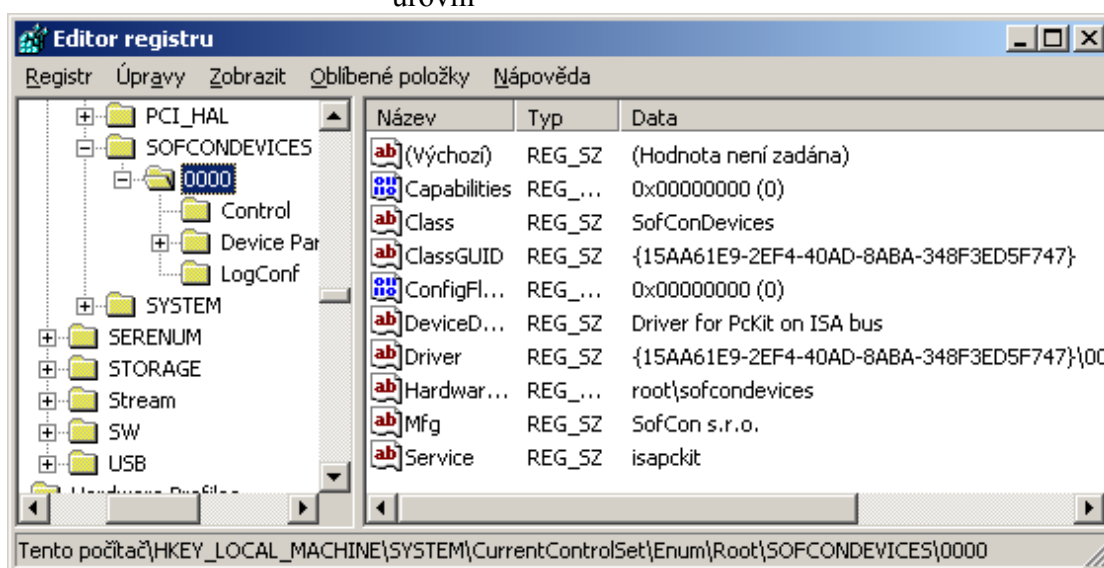 úrovni
Editor registru
Registr Úpravy Zobrazit Oblíbené položky Nápověda
PCI_HAL
SOFCONDEVICES
0000
Control
Device Par
LogConf
SYSTEM
SERENUM
STORAGE
Stream
SW
USB
Hardware Profiles
Název Typ Data
(Výchozí) REG_SZ (Hodnota není zadána)
Capabilities REG_... 0x00000000 (0)
Class REG_SZ SofConDevices
ClassGUID REG_SZ {15AA61E9-2EF4-40AD-8ABA-348F3ED5F747}
ConfigFl... REG_... 0x00000000 (0)
DeviceD... REG_SZ Driver for PcKit on ISA bus
Driver REG_SZ {15AA61E9-2EF4-40AD-8ABA-348F3ED5F747}\00
Hardwar... REG_... root\sofcondevices
Mfg REG_SZ SofCon s.r.o.
Service REG_SZ isapckit
Tento počítač\HKEY_LOCAL_MACHINE\SYSTEM\CurrentControlSet\Enum\Root\SOFCONDEVICES\0000